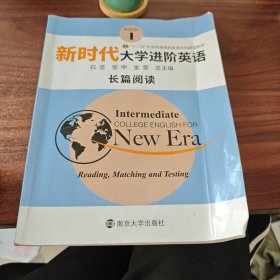 1
新时代大学进阶英语
石坚 邹申 金雯 总主编
长篇阅读
Intermediate
COLLEGE ENGLISH FOR
New Era
Reading, Matching and Testing
南京大学出版社